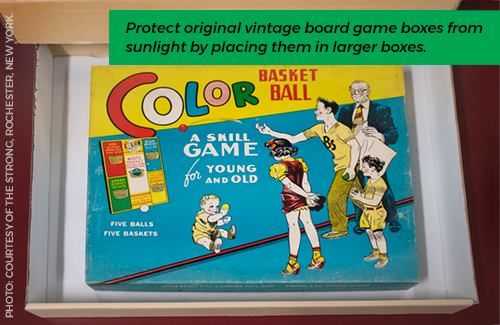 Protect original vintage board game boxes from
sunlight by placing them in larger boxes.
COLOR
BASKET
BALL
A SKILL
GAME
for YOUNG
AND OLD
BS
FIVE BALLS
FIVE BASKETS
PHOTO: COURTESY OF THE STRONG, ROCHESTER, NEW YORK.